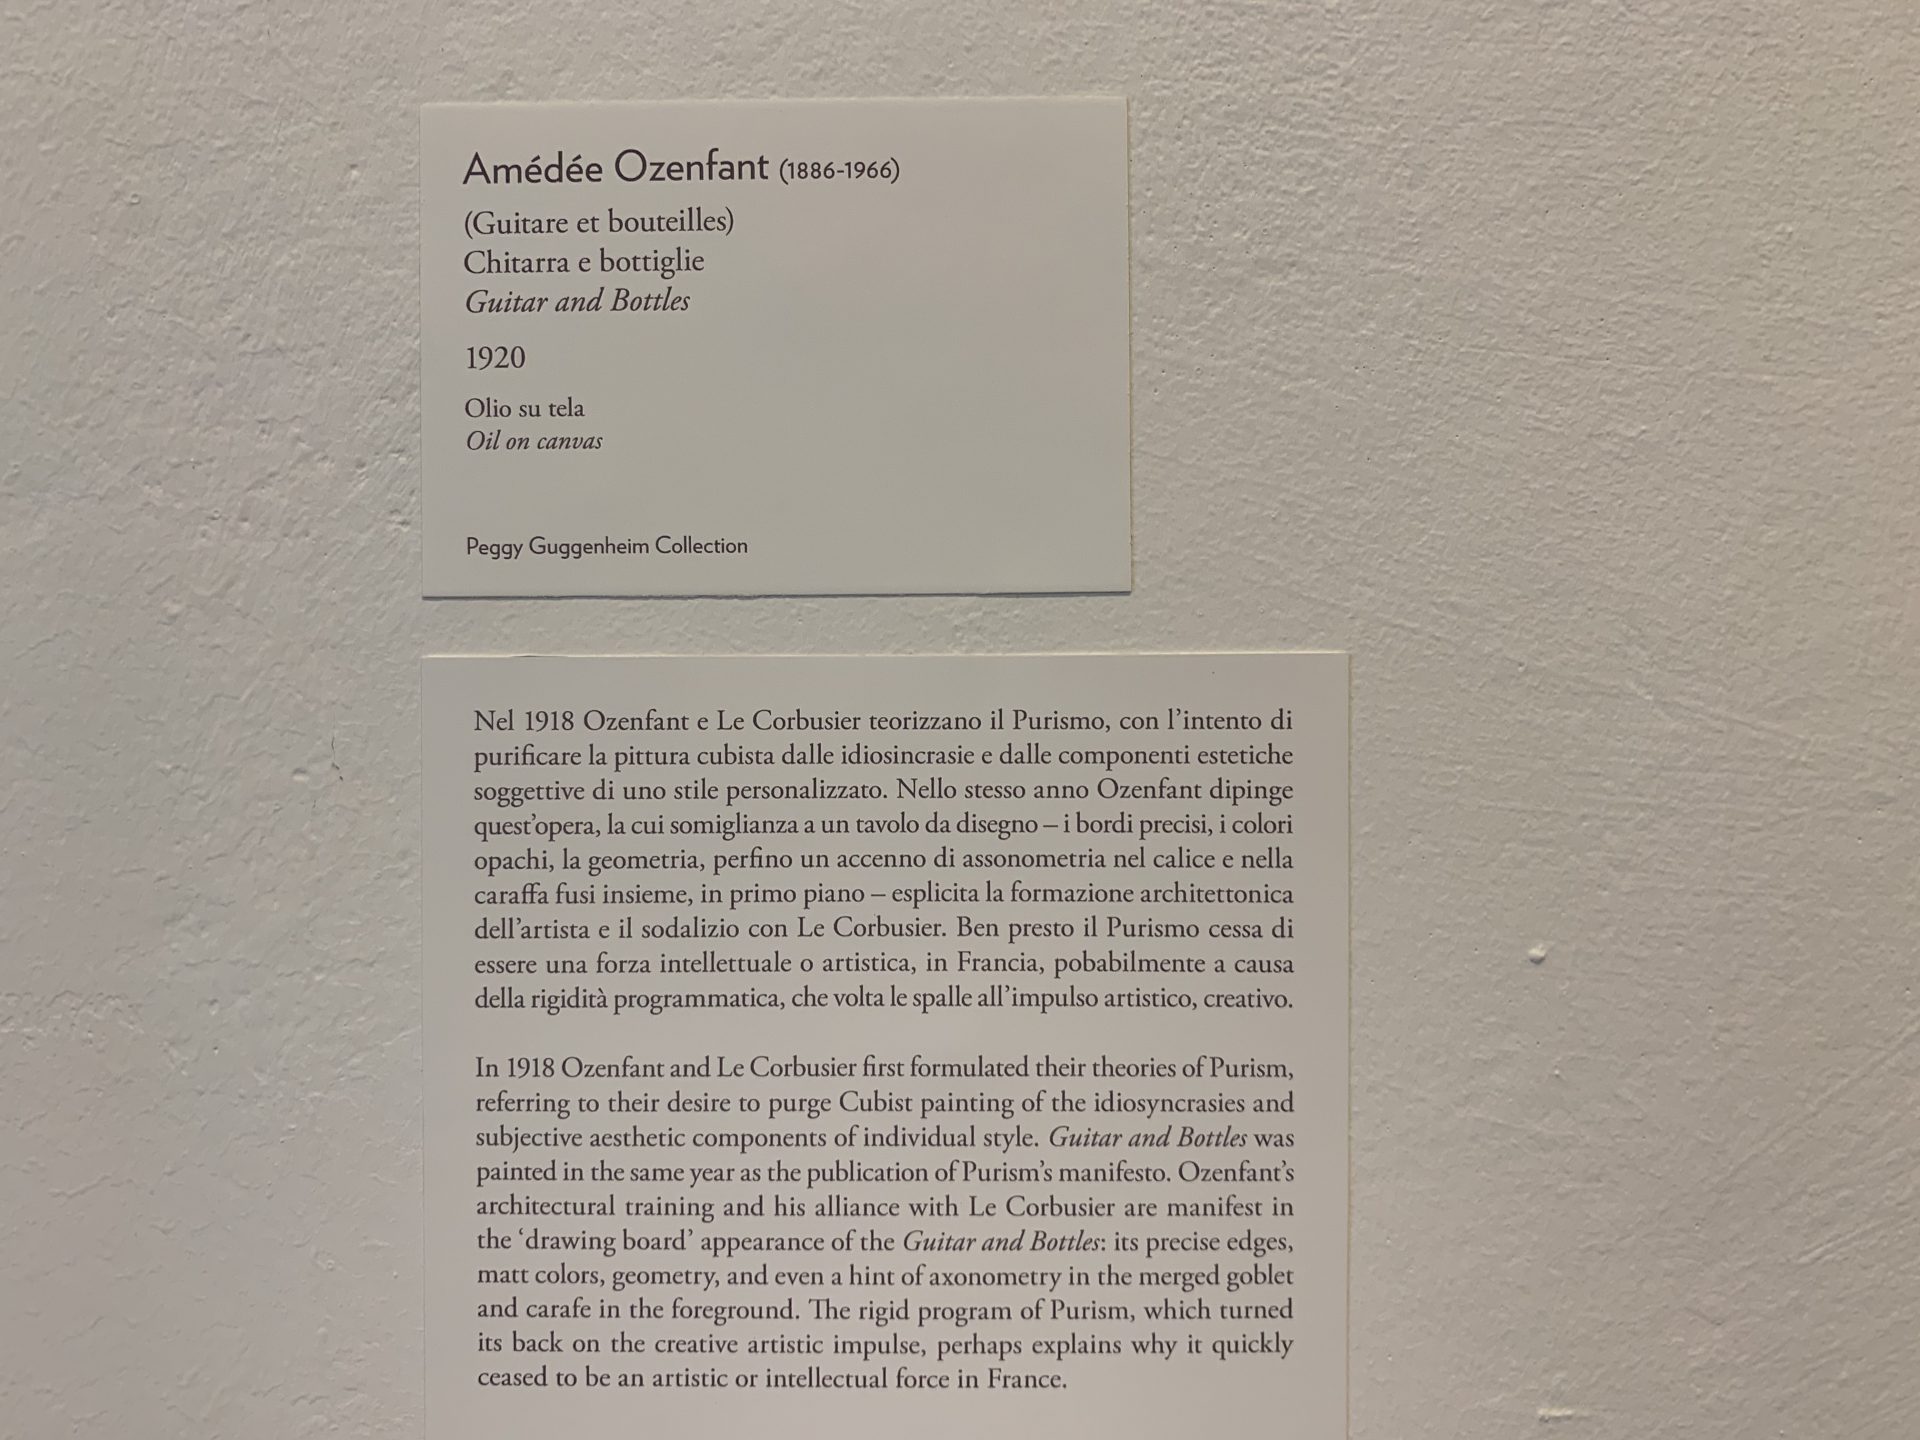 Amédée Ozenfant (1886-1966)
(Guitare et bouteilles)
Chitarra e bottiglie
Guitar and Bottles
1920
Olio su tela
Oil on canvas
Peggy Guggenheim Collection
Nel 1918 Ozenfant e Le Corbusier teorizzano il Purismo, con l’intento di
purificare la pittura cubista dalle idiosincrasie e dalle componenti estetiche
soggettive di uno stile personalizzato. Nello stesso anno Ozenfant dipinge
quest’opera, la cui somiglianza a un tavolo da disegno – i bordi precisi, i colori
opachi, la geometria, perfino un accenno di assonometria nel calice e nella
caraffa fusi insieme, in primo piano – esplicita la formazione architettonica
dell’artista e il sodalizio con Le Corbusier. Ben presto il Purismo cessa di
essere una forza intellettuale o artistica, in Francia, pobabilmente a causa
della rigidità programmatica, che volta le spalle all’impulso artistico, creativo.
In 1918 Ozenfant and Le Corbusier first formulated their theories of Purism,
referring to their desire to purge Cubist painting of the idiosyncrasies and
subjective aesthetic components of individual style. Guitar and Bottles was
painted in the same year as the publication of Purism’s manifesto. Ozenfant’s
architectural training and his alliance with Le Corbusier are manifest in
the ‘drawing board’ appearance of the Guitar and Bottles: its precise edges,
matt colors, geometry, and even a hint of axonometry in the merged goblet
and carafe in the foreground. The rigid program of Purism, which turned
its back on the creative artistic impulse, perhaps explains why it quickly
ceased to be an artistic or intellectual force in France.